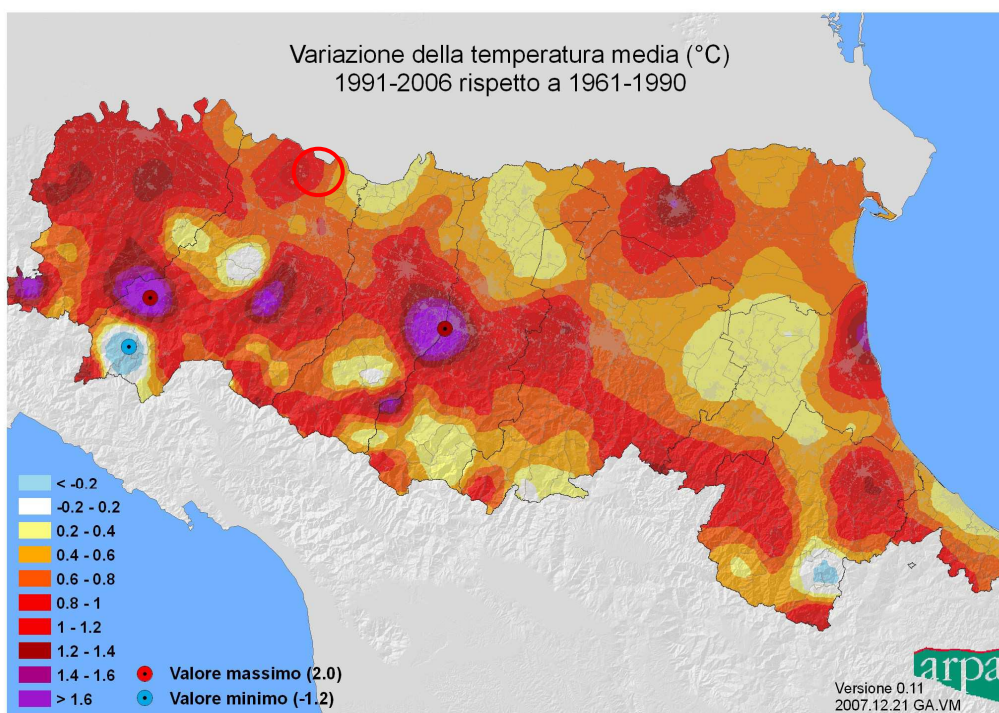 Variazione della temperatura media (°C)
1991-2006 rispetto a 1961-1990
< -0.2
-0.2 - 0.2
0.2 - 0.4
0.4 - 0.6
0.6 - 0.8
0.8 - 1
1 - 1.2
1.2 - 1.4
1.4 - 1.6
> 1.6
Valore massimo (2.0)
Valore minimo (-1.2)
arpa
Versione 0.11
2007.12.21 GA.VM